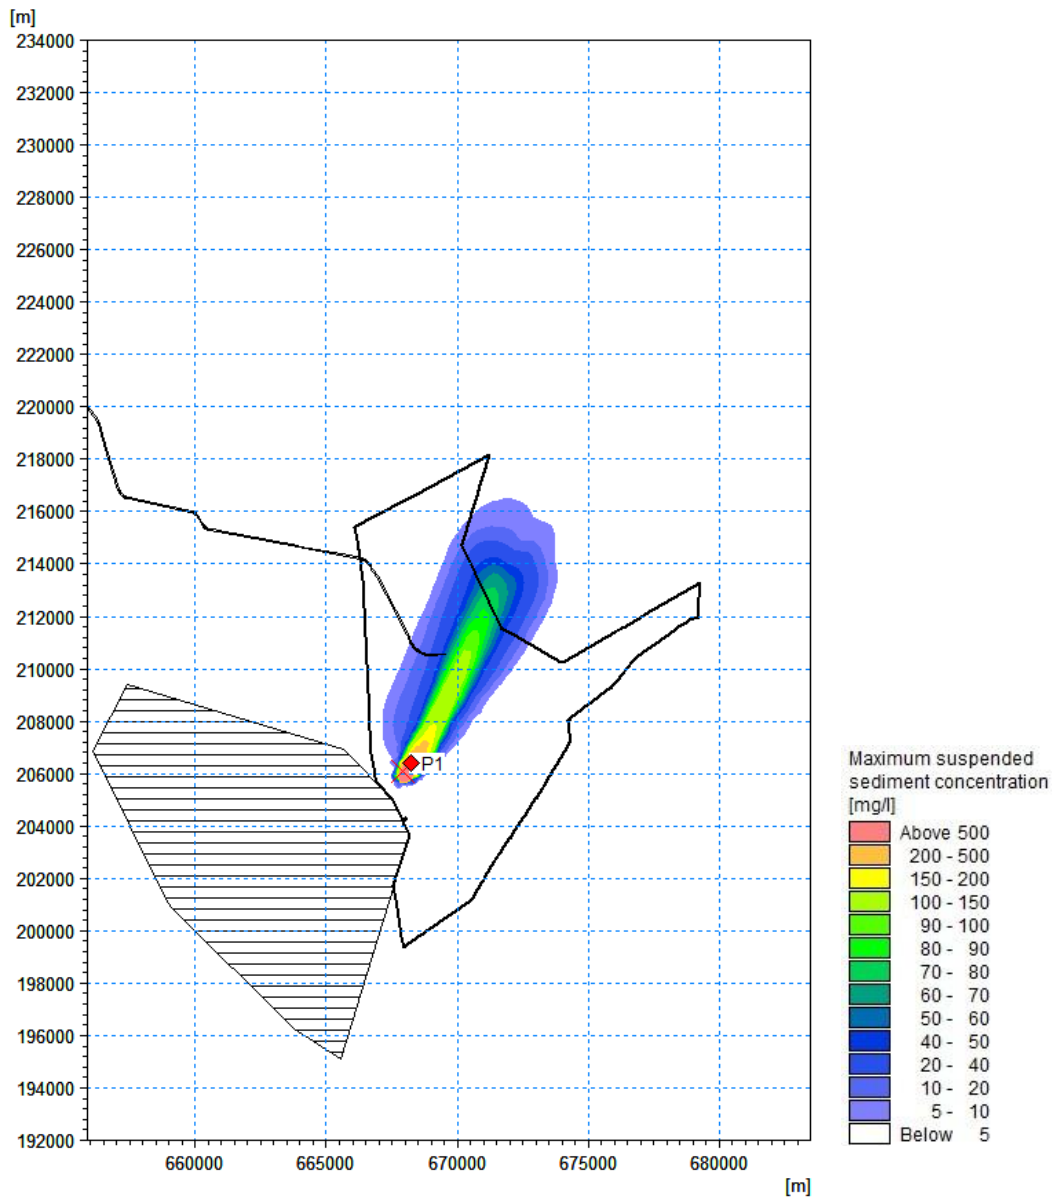 [m]
234000
232000
230000
228000
226000
224000
222000
220000
218000
216000
214000
212000
210000
208000
206000
204000
202000
200000
198000
196000
194000
192000
660000 665000 670000 675000 680000
[m]
P1
Maximum suspended
sediment concentration
[mg/l]
Above 500
200 - 500
150 - 200
100 - 150
90 - 100
80 - 90
70 - 80
60 - 70
50 - 60
40 - 50
20 - 40
10 - 20
5 - 10
Below 5